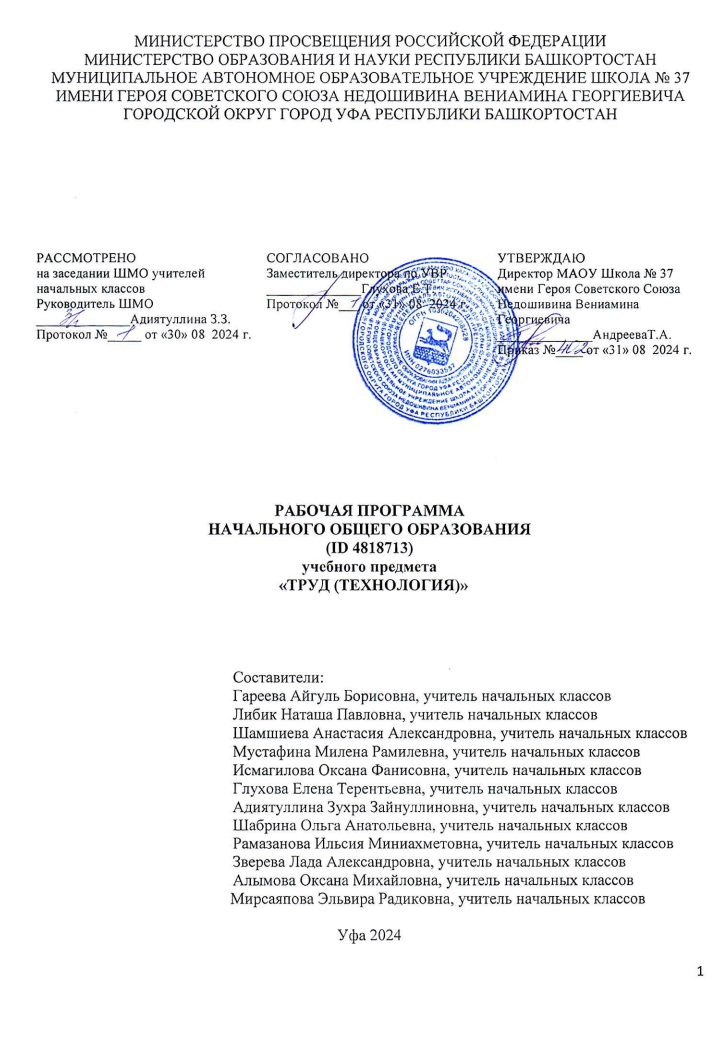 МИНИСТЕРСТВО ПРОСВЕЩЕНИЯ РОССИЙСКОЙ ФЕДЕРАЦИИ
МИНИСТЕРСТВО ОБРАЗОВАНИЯ И НАУКИ РЕСПУБЛИКИ БАШКОРТОСТАН
МУНИЦИПАЛЬНОЕ АВТОНОМНОЕ ОБРАЗОВАТЕЛЬНОЕ УЧРЕЖДЕНИЕ ШКОЛА № 37
ИМЕНИ ГЕРОЯ СОВЕТСКОГО СОЮЗА НЕДОШИВИНА ВЕНИАМИНА ГЕОРГИЕВИЧА
ГОРОДСКОЙ ОКРУГ ГОРОД УФА РЕСПУБЛИКИ БАШКОРТОСТАН
РАССМОТРЕНО
на заседании ШМО учителей
начальных классов
Руководитель ШМО
Адиятуллина З.З.
Протокол № 1 от «30» 08 2024 г.
СОГЛАСОВАНО
Заместитель директора по УВР
Глухова Е.Т.
Протокол № 1 от «31» 08 2024 г.
УТВЕРЖДАЮ
Директор МАОУ Школа № 37
имени Героя Советского Союза
Недошивина Вениамина
Георгиевича
АндрееваТ.А.
Приказ № от «31» 08 2024 г.
РАБОЧАЯ ПРОГРАММА
НАЧАЛЬНОГО ОБЩЕГО ОБРАЗОВАНИЯ
(ID 4818713)
учебного предмета
«ТРУД (ТЕХНОЛОГИЯ)»
Составители:
Гареева Айгуль Борисовна, учитель начальных классов
Либик Наташа Павловна, учитель начальных классов
Шамшиева Анастасия Александровна, учитель начальных классов
Мустафина Милена Рамилевна, учитель начальных классов
Исмагилова Оксана Фанисовна, учитель начальных классов
Глухова Елена Терентьевна, учитель начальных классов
Адиятуллина Зухра Зайнуллиновна, учитель начальных классов
Шабрина Ольга Анатольевна, учитель начальных классов
Рамазанова Ильсия Миниахметовна, учитель начальных классов
Зверева Лада Александровна, учитель начальных классов
Алымова Оксана Михайловна, учитель начальных классов
Мирсаяпова Эльвира Радиковна, учитель начальных классов
Уфа 2024
1